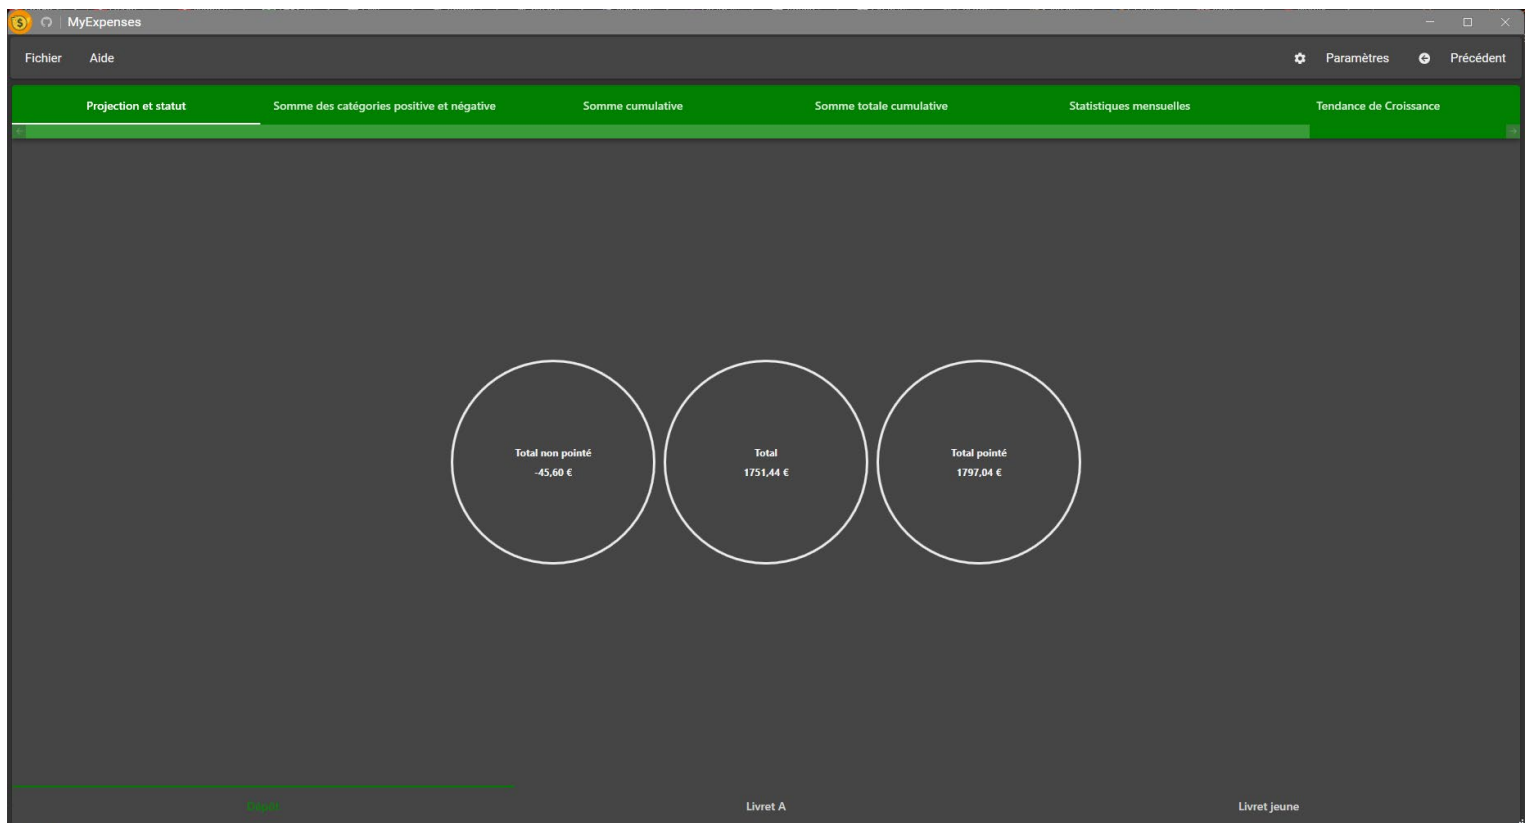 MyExpenses
Fichier Aide Paramètres Précédent
Projection et statut Somme des catégories positive et négative Somme cumulative Somme totale cumulative Statistiques mensuelles Tendance de Croissance
Total non pointé Total Total pointé
-45,60 € 1751,44 € 1797,04 €
Dépôt Livret A Livret jeune